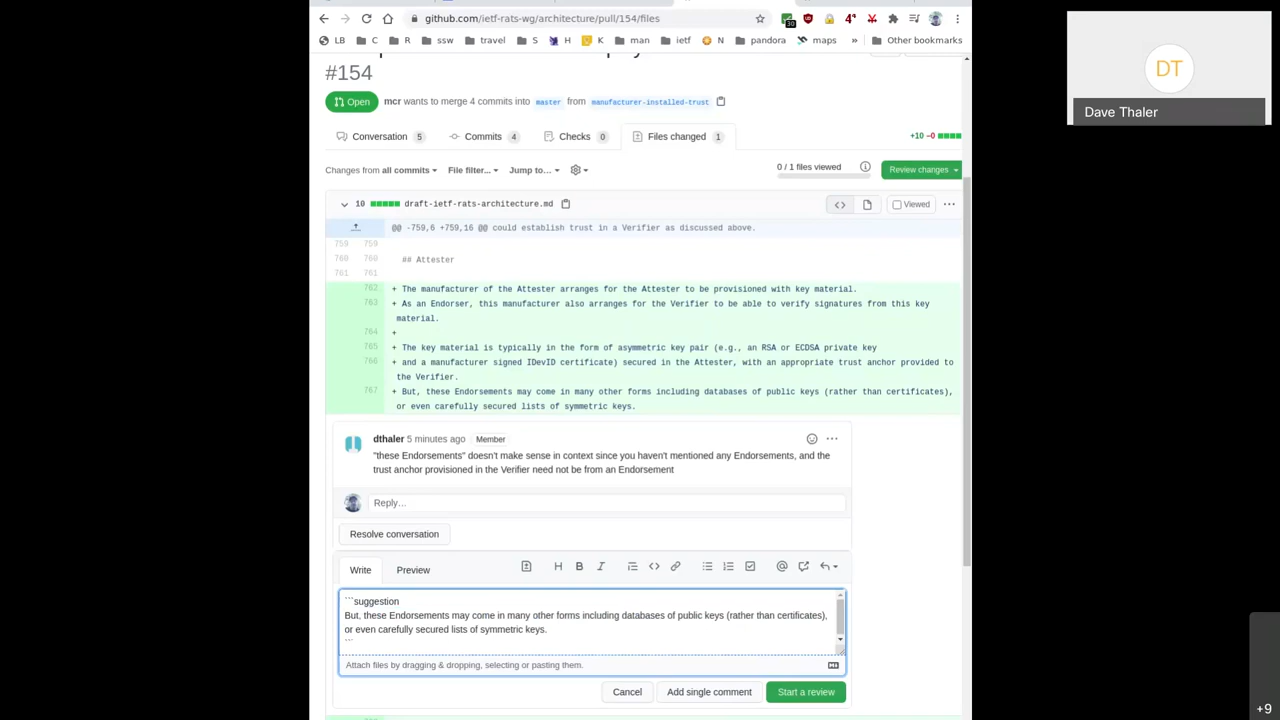 github.com/ietf-rats-wg/architecture/pull/154/files
30
4
LB C R ssw travel S H K man ietf N pandora maps » Other bookmarks
#154
Open mcr wants to merge 4 commits into master from manufacturer-installed-trust
Conversation 5 Commits 4 Checks 0 Files changed 1 +10 −0
Changes from all commits File filter... Jump to... 0 / 1 files viewed Review changes
10 draft-ietf-rats-architecture.md Viewed
@@ -759,6 +759,16 @@ could establish trust in a Verifier as discussed above.
759 759
760 760 ## Attester
761 761
762 + The manufacturer of the Attester arranges for the Attester to be provisioned with key material.
763 + As an Endorser, this manufacturer also arranges for the Verifier to be able to verify signatures from this key
material.
764 +
765 + The key material is typically in the form of asymmetric key pair (e.g., an RSA or ECDSA private key
766 + and a manufacturer signed IDevID certificate) secured in the Attester, with an appropriate trust anchor provided to
the Verifier.
767 + But, these Endorsements may come in many other forms including databases of public keys (rather than certificates),
or even carefully secured lists of symmetric keys.
dthaler 5 minutes ago Member
"these Endorsements" doesn't make sense in context since you haven't mentioned any Endorsements, and the
trust anchor provisioned in the Verifier need not be from an Endorsement
Reply...
Resolve conversation
Write Preview
```suggestion
But, these Endorsements may come in many other forms including databases of public keys (rather than certificates),
or even carefully secured lists of symmetric keys.
```
Attach files by dragging & dropping, selecting or pasting them.
Cancel Add single comment Start a review
DT
Dave Thaler
+9